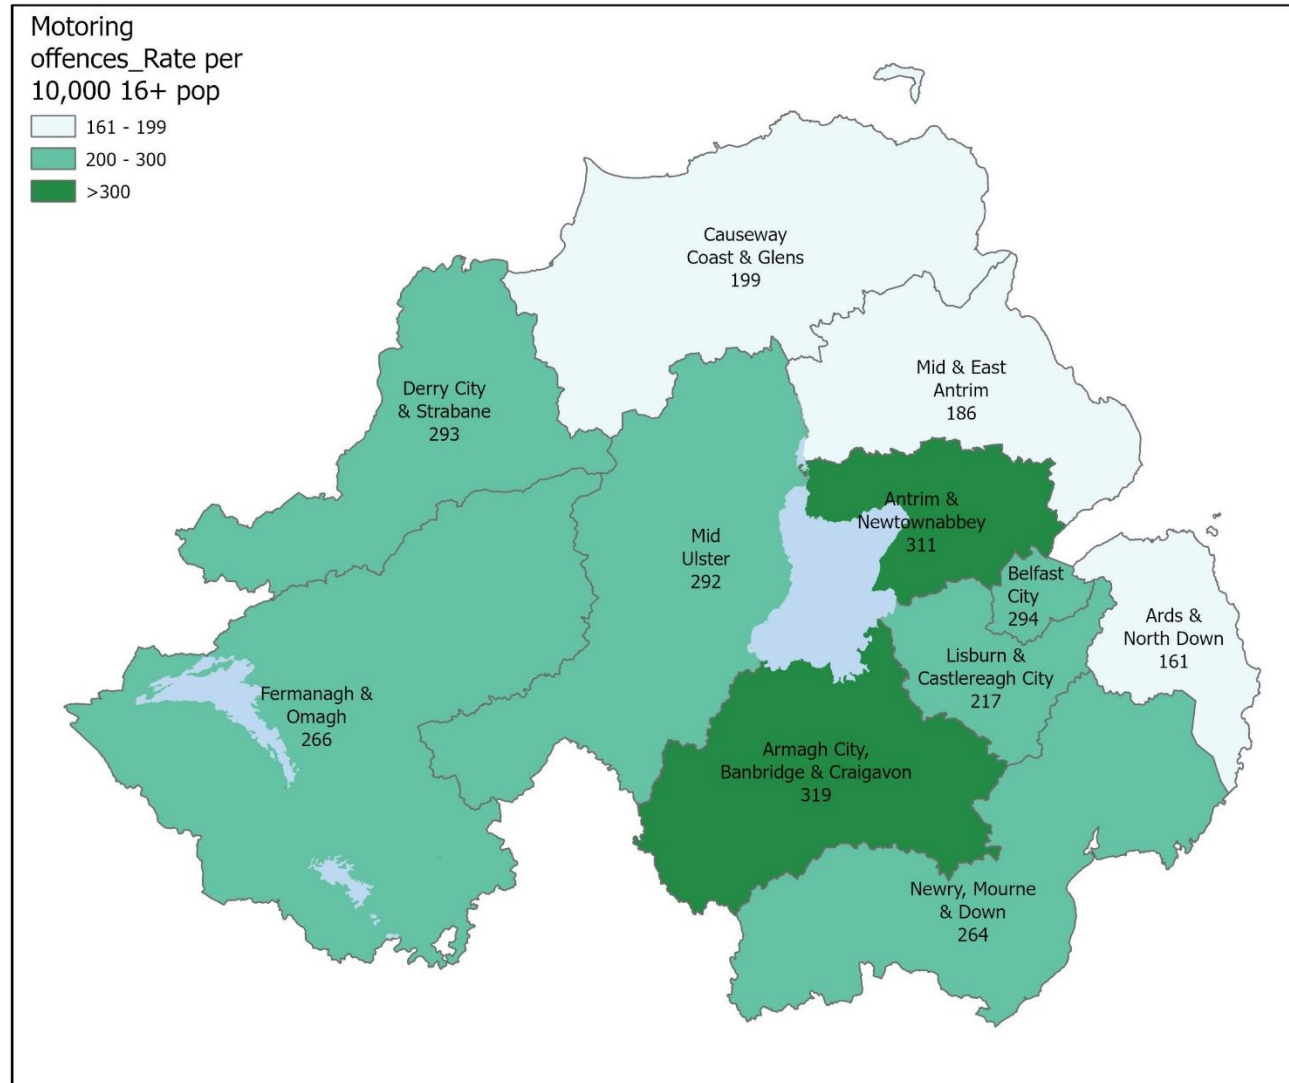 Motoring
offences_Rate per
10,000 16+ pop
161 - 199
200 - 300
>300
Causeway
Coast & Glens
199
Derry City
& Strabane
293
Mid & East
Antrim
186
Antrim &
Newtownabbey
311
Mid
Ulster
292
Belfast
City
294
Ards &
North Down
161
Lisburn &
Castlereagh City
217
Fermanagh &
Omagh
266
Armagh City,
Banbridge & Craigavon
319
Newry, Mourne
& Down
264